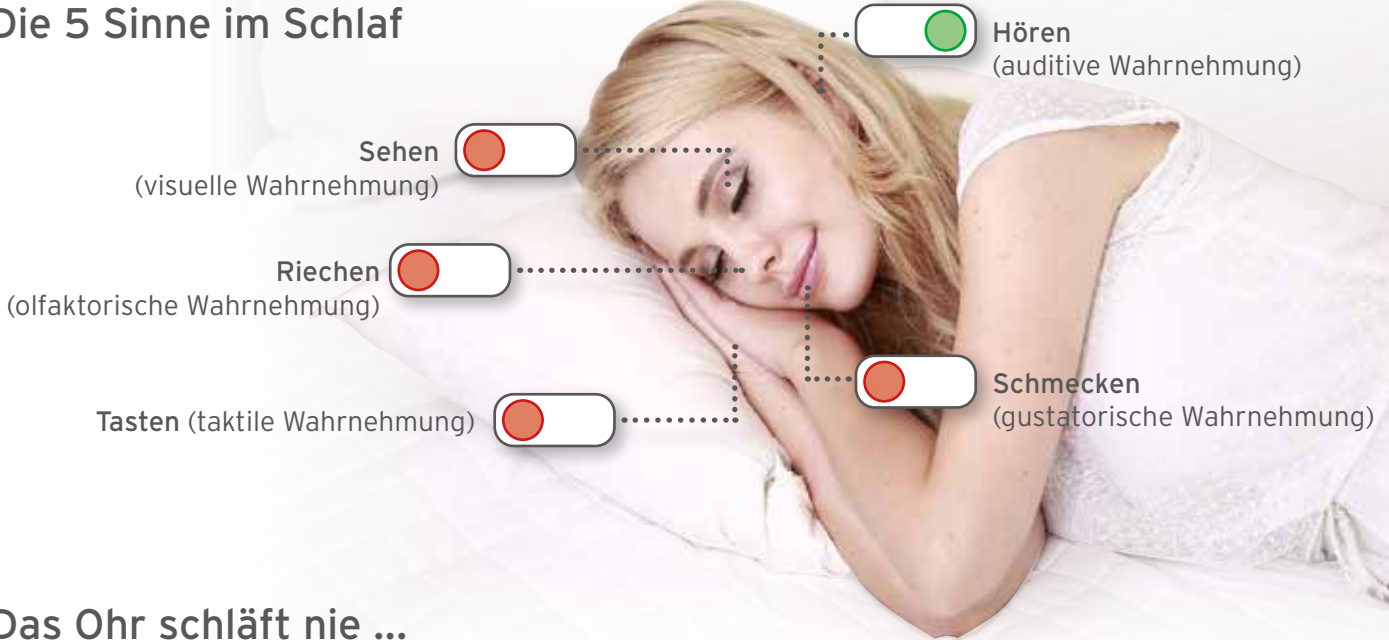 Die 5 Sinne im Schlaf
Hören
(auditive Wahrnehmung)
Sehen
(visuelle Wahrnehmung)
Riechen
(olfaktorische Wahrnehmung)
Schmecken
(gustatorische Wahrnehmung)
Tasten (taktile Wahrnehmung)
Das Ohr schläft nie ...